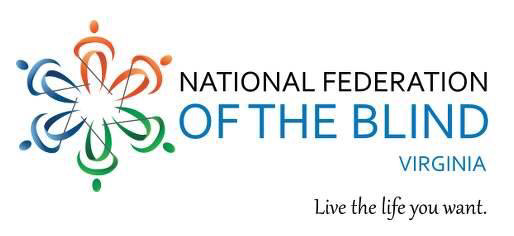 NATIONAL FEDERATION
OF THE BLIND
VIRGINIA
Live the life you want.